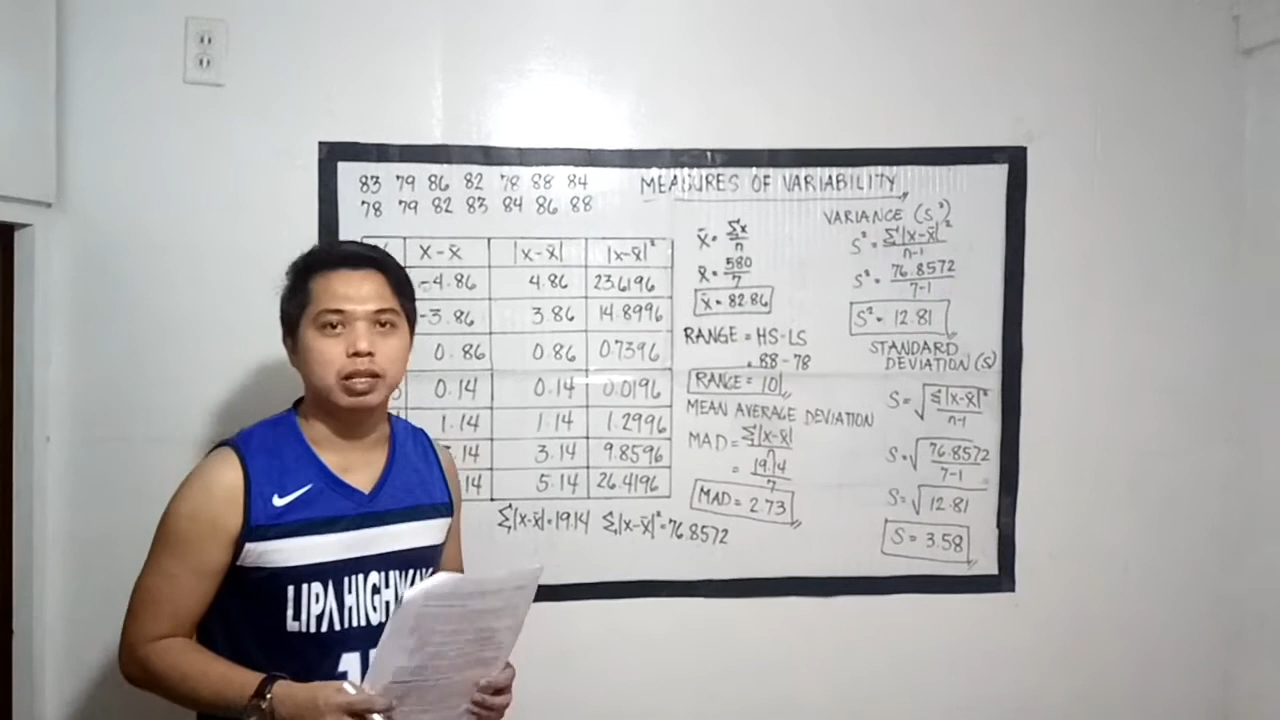 83 79 86 82 78 88 84
78 79 82 83 84 86 88
MEASURES OF VARIABILITY
X-x̄ |X-x̄| |x-x̄|²
-4.86 4.86 23.6196
-3.86 3.86 14.8996
0.86 0.86 0.7396
0.14 0.14 0.0196
1.14 1.14 1.2996
.14 3.14 9.8596
.14 5.14 26.4196
Σ|x-x̄|=19.14 Σ|x-x̄|²=76.8572
x̄ = Σx/n
x̄ = 580/7
x̄ = 82.86
RANGE = HS-LS
= 88-78
RANGE = 10
MEAN AVERAGE DEVIATION
MAD = Σ|x-x̄|/n
= 19.14/7
MAD = 2.73
VARIANCE (S²)
S² = Σ|x-x̄|²/n-1
S² = 76.8572/7-1
S² = 12.81
STANDARD
DEVIATION (S)
S = √Σ|x-x̄|²/n-1
S = √76.8572/7-1
S = √12.81
S = 3.58
LIPA HIGHWAY